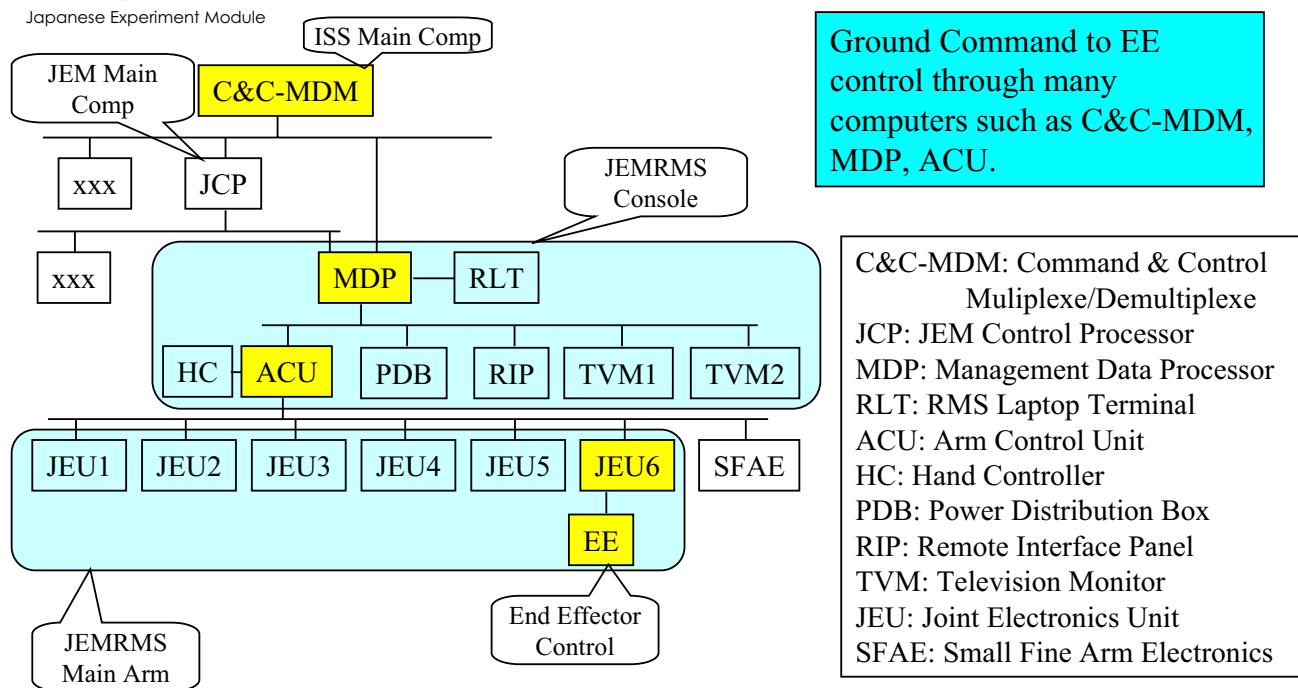 Japanese Experiment Module
ISS Main Comp
JEM Main
Comp
C&C-MDM
Ground Command to EE
control through many
computers such as C&C-MDM,
MDP, ACU.
xxx
JCP
JEMRMS
Console
xxx
MDP
RLT
HC
ACU
PDB
RIP
TVM1
TVM2
JEU1
JEU2
JEU3
JEU4
JEU5
JEU6
SFAE
EE
End Effector
Control
JEMRMS
Main Arm
C&C-MDM: Command & Control
Muliplexe/Demultiplexe
JCP: JEM Control Processor
MDP: Management Data Processor
RLT: RMS Laptop Terminal
ACU: Arm Control Unit
HC: Hand Controller
PDB: Power Distribution Box
RIP: Remote Interface Panel
TVM: Television Monitor
JEU: Joint Electronics Unit
SFAE: Small Fine Arm Electronics